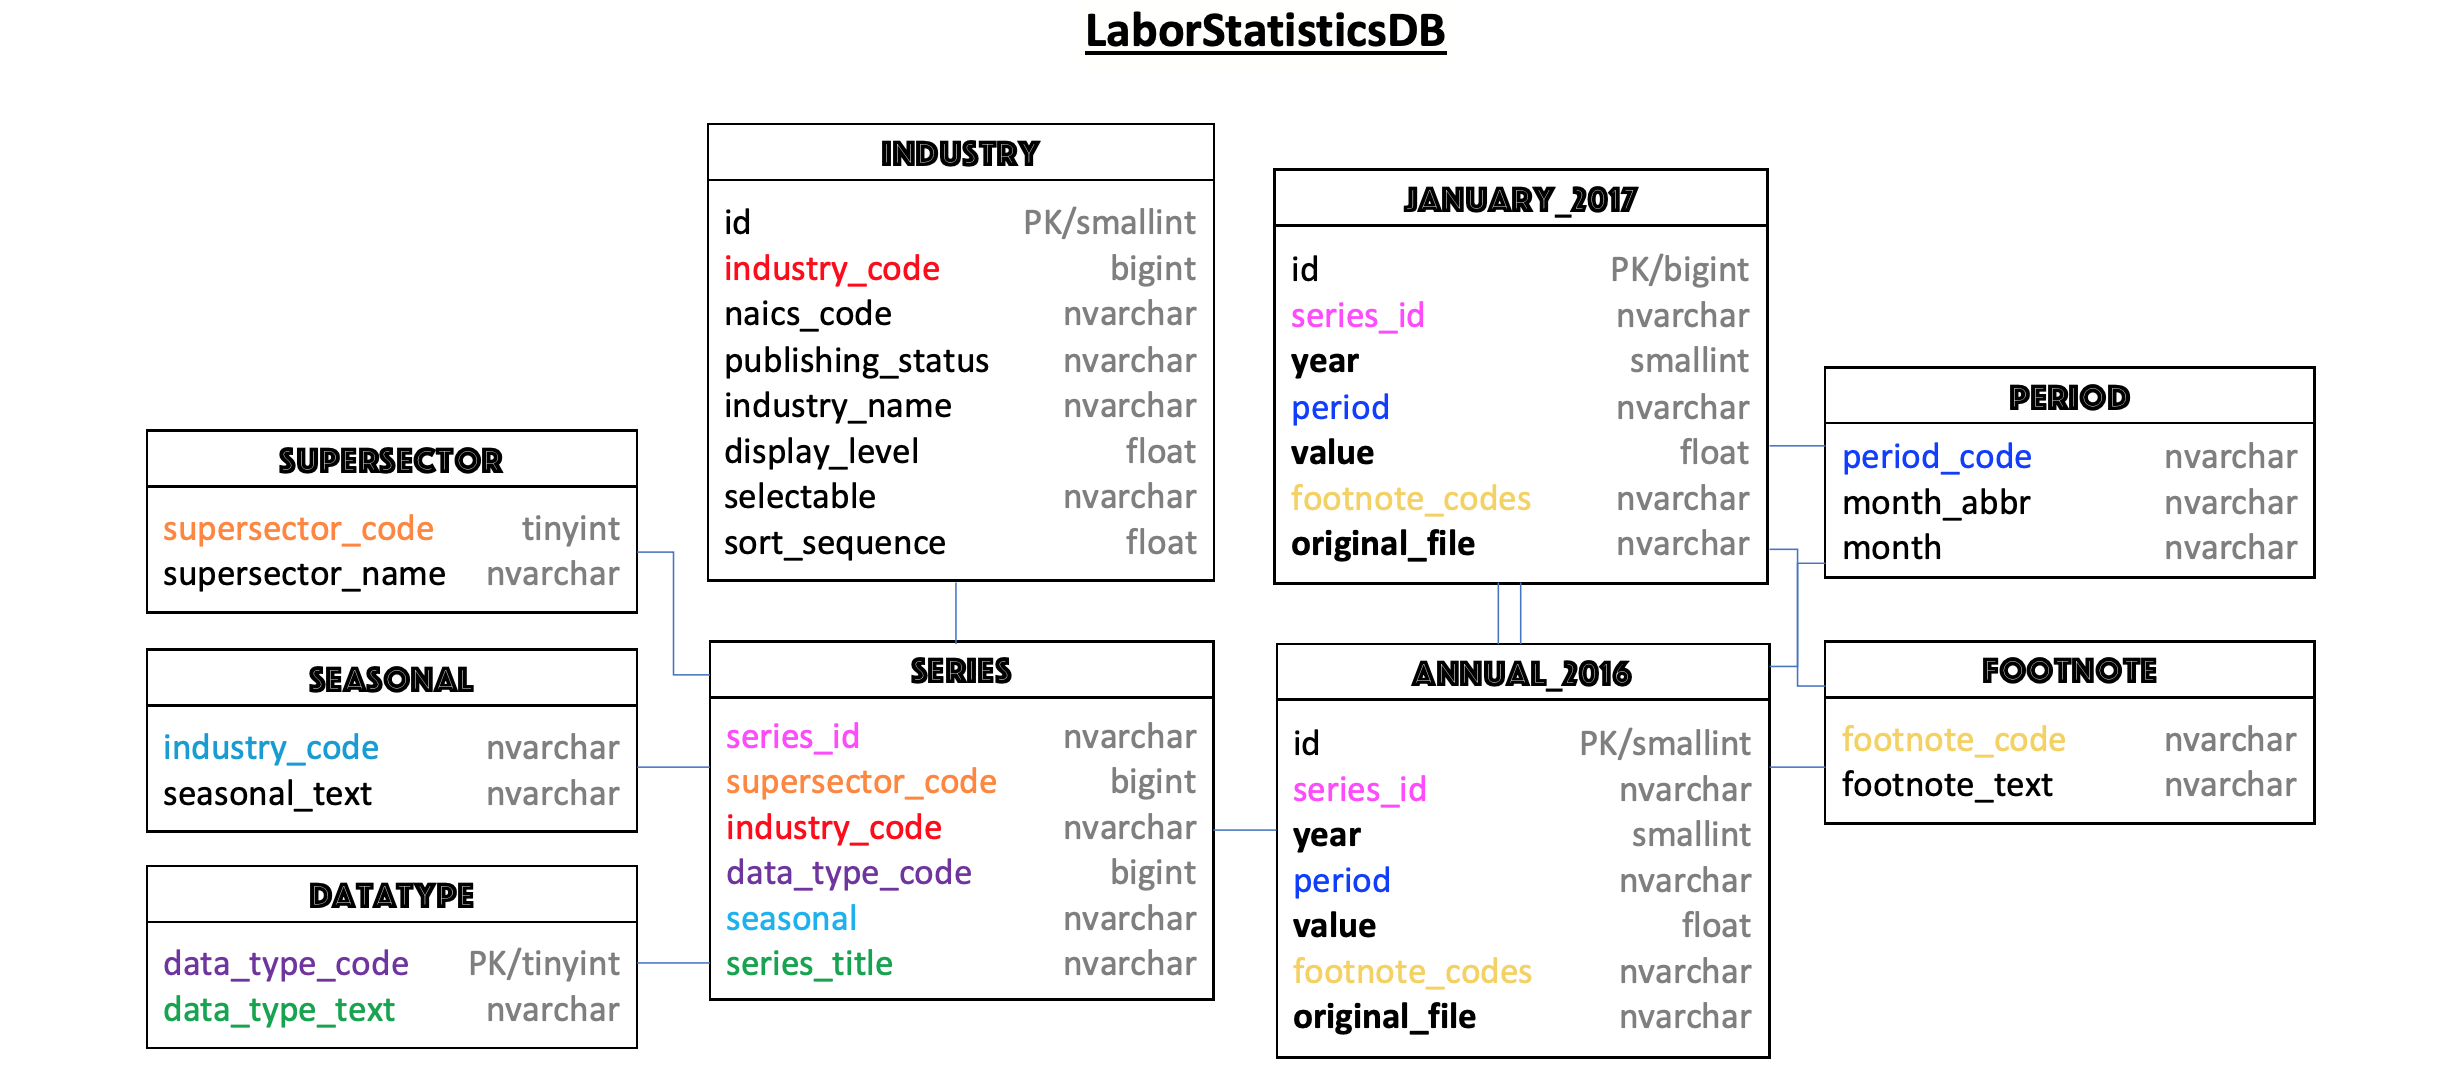 LaborStatisticsDB
INDUSTRY
id PK/smallint
industry_code bigint
naics_code nvarchar
publishing_status nvarchar
industry_name nvarchar
display_level float
selectable nvarchar
sort_sequence float
JANUARY_2017
id PK/bigint
series_id nvarchar
year smallint
period nvarchar
value float
footnote_codes nvarchar
original_file nvarchar
PERIOD
period_code nvarchar
month_abbr nvarchar
month nvarchar
SUPERSECTOR
supersector_code tinyint
supersector_name nvarchar
SEASONAL
industry_code nvarchar
seasonal_text nvarchar
DATATYPE
data_type_code PK/tinyint
data_type_text nvarchar
SERIES
series_id nvarchar
supersector_code bigint
industry_code nvarchar
data_type_code bigint
seasonal nvarchar
series_title nvarchar
ANNUAL_2016
id PK/smallint
series_id nvarchar
year smallint
period nvarchar
value float
footnote_codes nvarchar
original_file nvarchar
FOOTNOTE
footnote_code nvarchar
footnote_text nvarchar